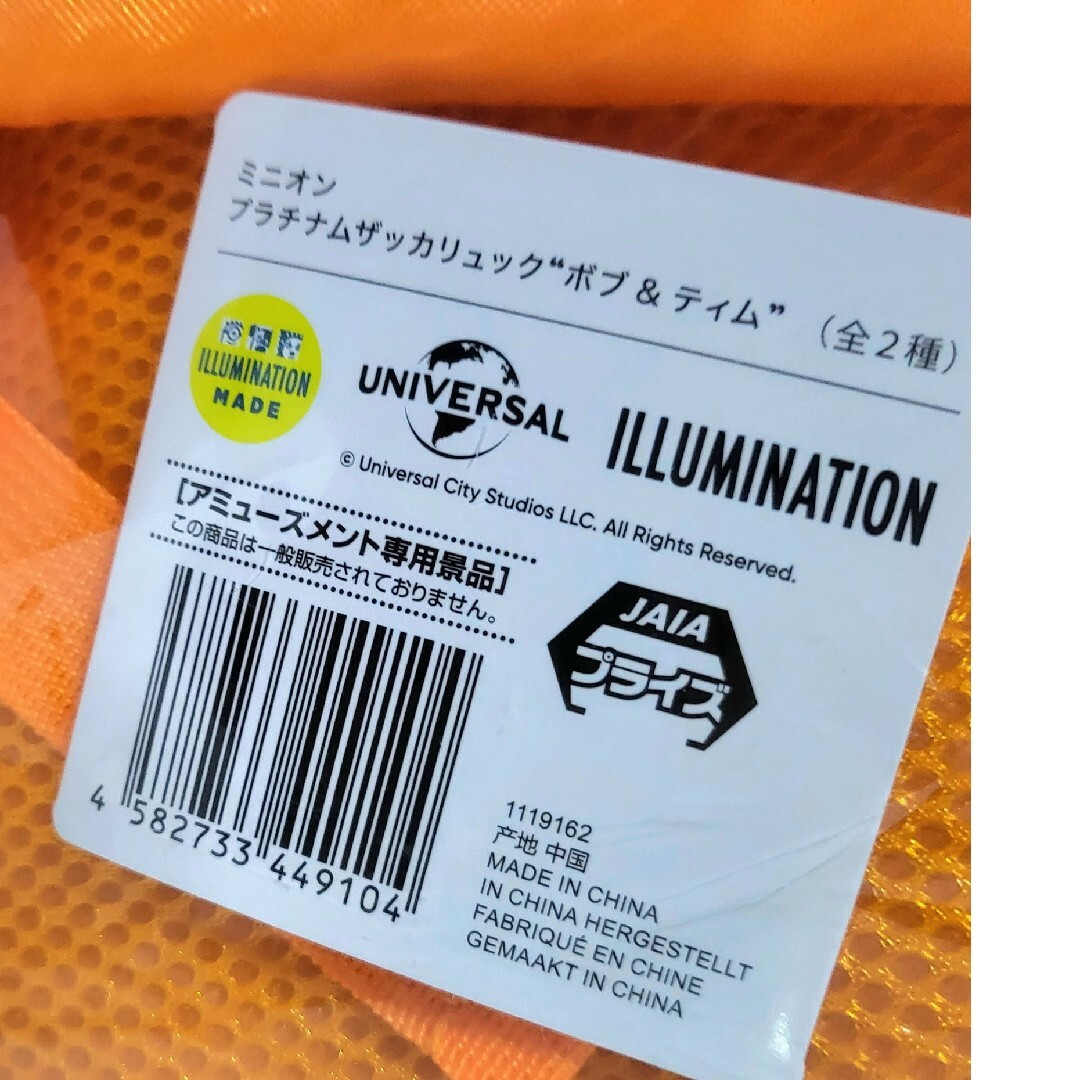 ミニオン
プラチナムザッカリュック“ボブ & ティム” （全2種）
ILLUMINATION
MADE
UNIVERSAL
ILLUMINATION
© Universal City Studios LLC. All Rights Reserved.
[アミューズメント専用景品]
この商品は一般販売されておりません。
JAIA
プライズ
4 582733 449104
1119162
产地 中国
MADE IN CHINA
IN CHINA HERGESTELLT
FABRIQUÉ EN CHINE
GEMAAKT IN CHINA